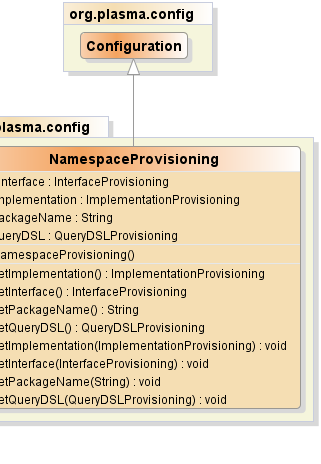 org.plasma.config
Configuration
plasma.config
NamespaceProvisioning
nterface : InterfaceProvisioning
mplementation : ImplementationProvisioning
ackageName : String
ueryDSL : QueryDSLProvisioning
amespaceProvisioning()
etImplementation() : ImplementationProvisioning
etInterface() : InterfaceProvisioning
etPackageName() : String
etQueryDSL() : QueryDSLProvisioning
etImplementation(ImplementationProvisioning) : void
etInterface(InterfaceProvisioning) : void
etPackageName(String) : void
etQueryDSL(QueryDSLProvisioning) : void